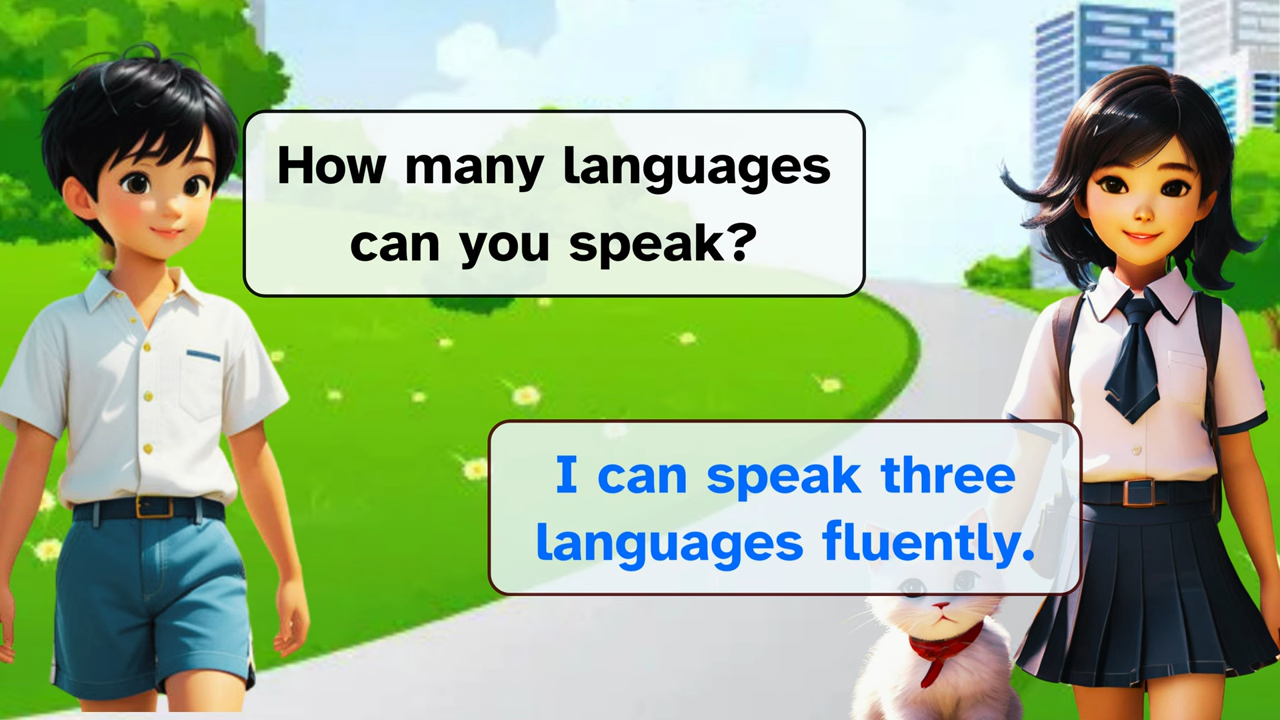 How many languages
can you speak?
I can speak three
languages fluently.